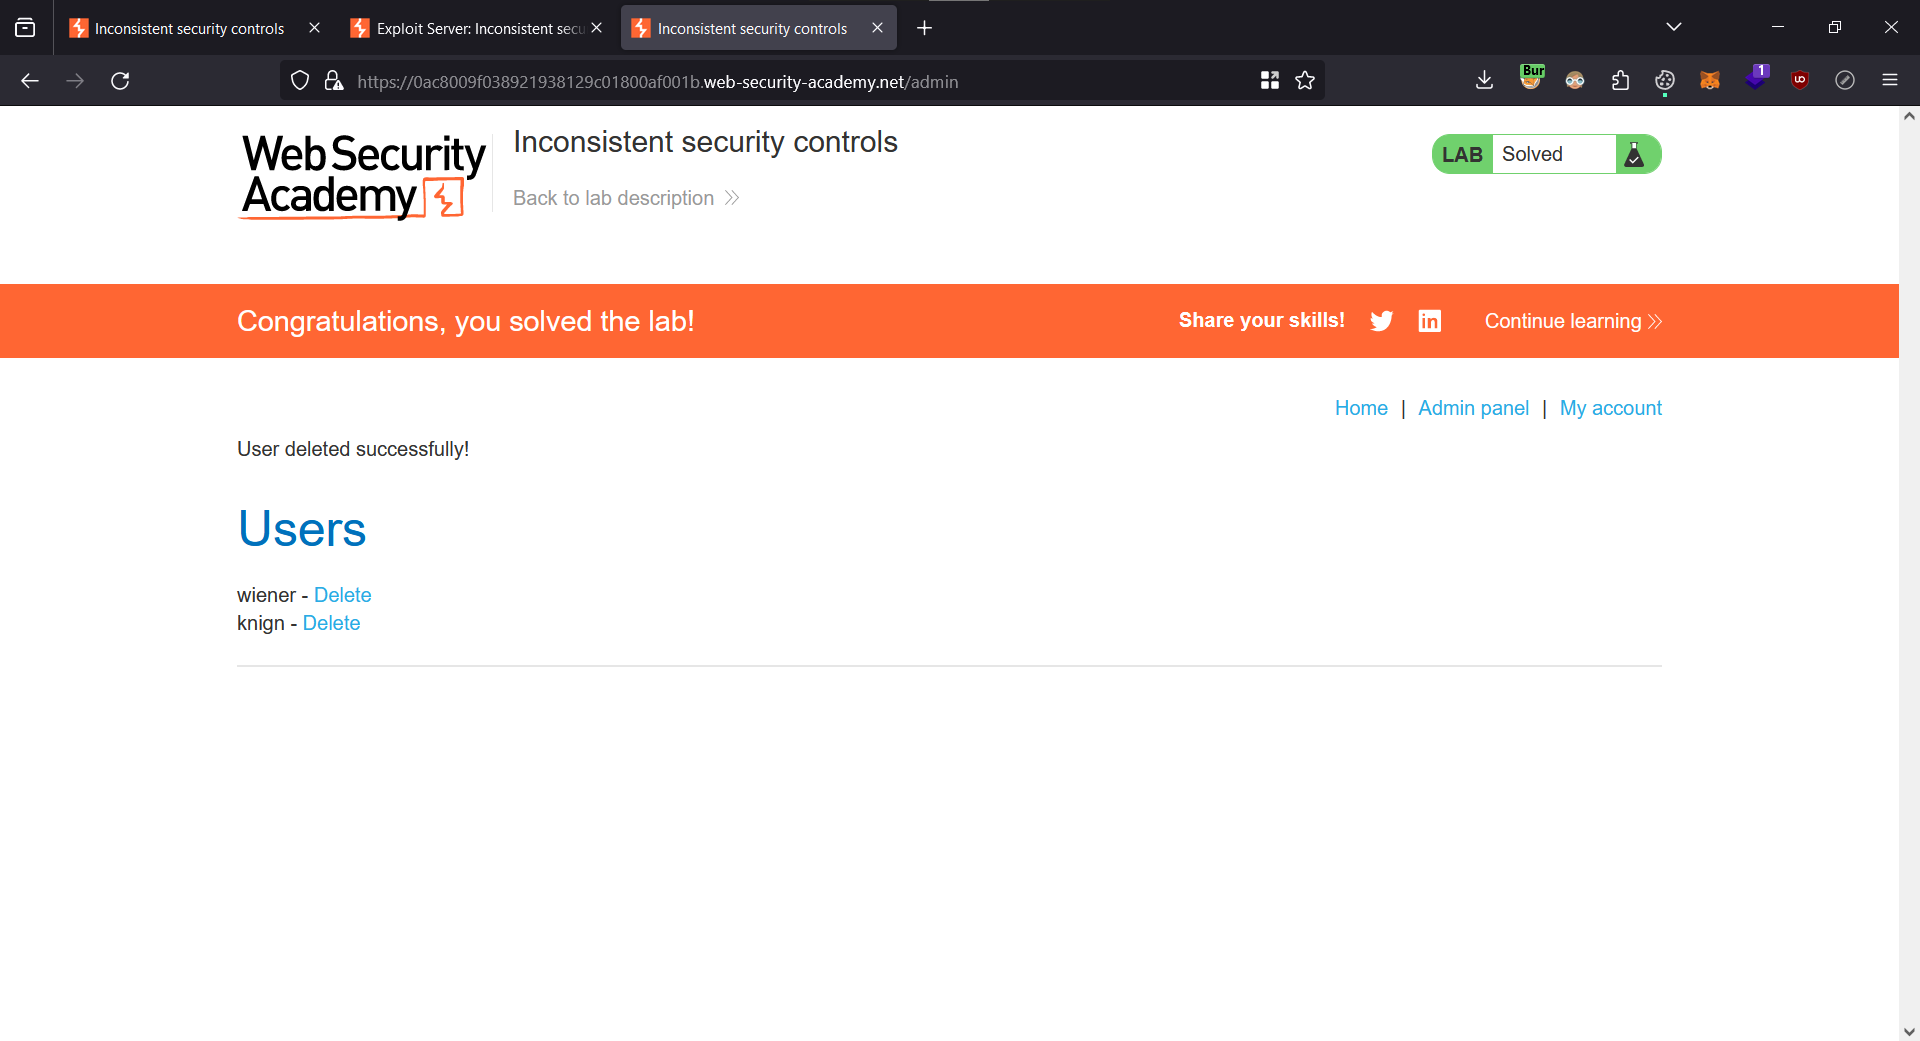 Inconsistent security controls
Exploit Server: Inconsistent secu
Inconsistent security controls
https://0ac8009f038921938129c01800af001b.web-security-academy.net/admin
Bur
1
Web Security
Academy
Inconsistent security controls
Back to lab description
LAB Solved
Congratulations, you solved the lab!
Share your skills!
in
Continue learning
Home | Admin panel | My account
User deleted successfully!
Users
wiener - Delete
knign - Delete